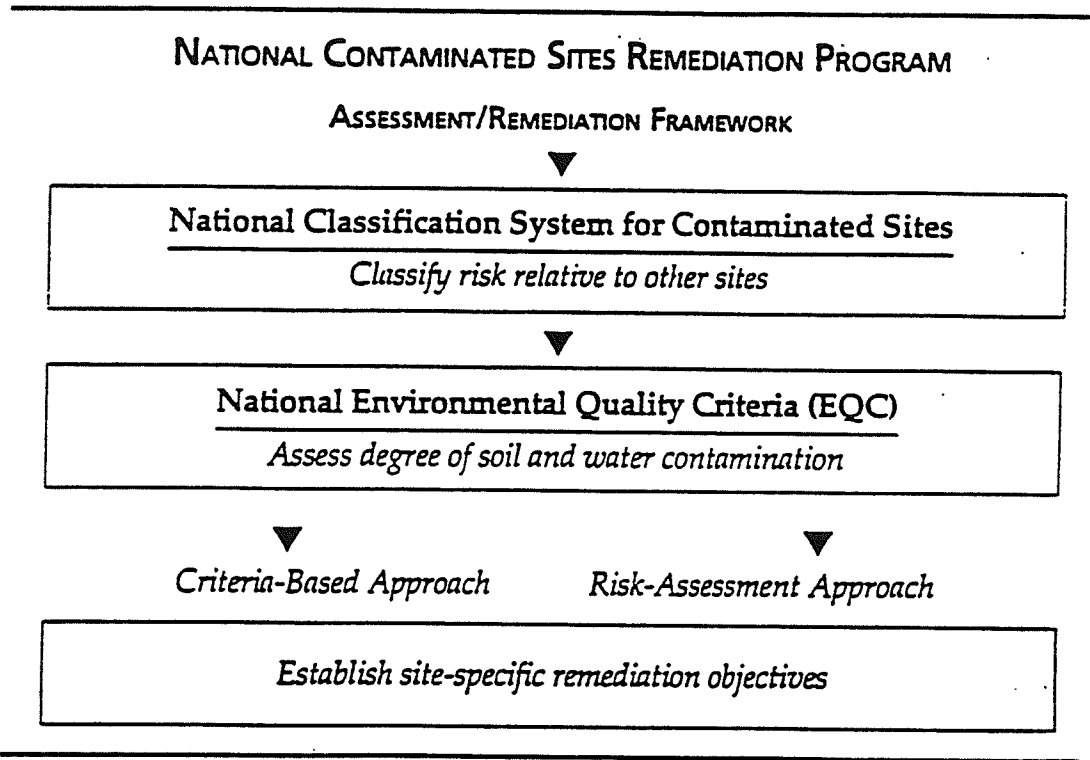 NATIONAL CONTAMINATED SITES REMEDIATION PROGRAM
ASSESSMENT/REMEDIATION FRAMEWORK
National Classification System for Contaminated Sites
Classify risk relative to other sites
National Environmental Quality Criteria (EQC)
Assess degree of soil and water contamination
Criteria-Based Approach Risk-Assessment Approach
Establish site-specific remediation objectives